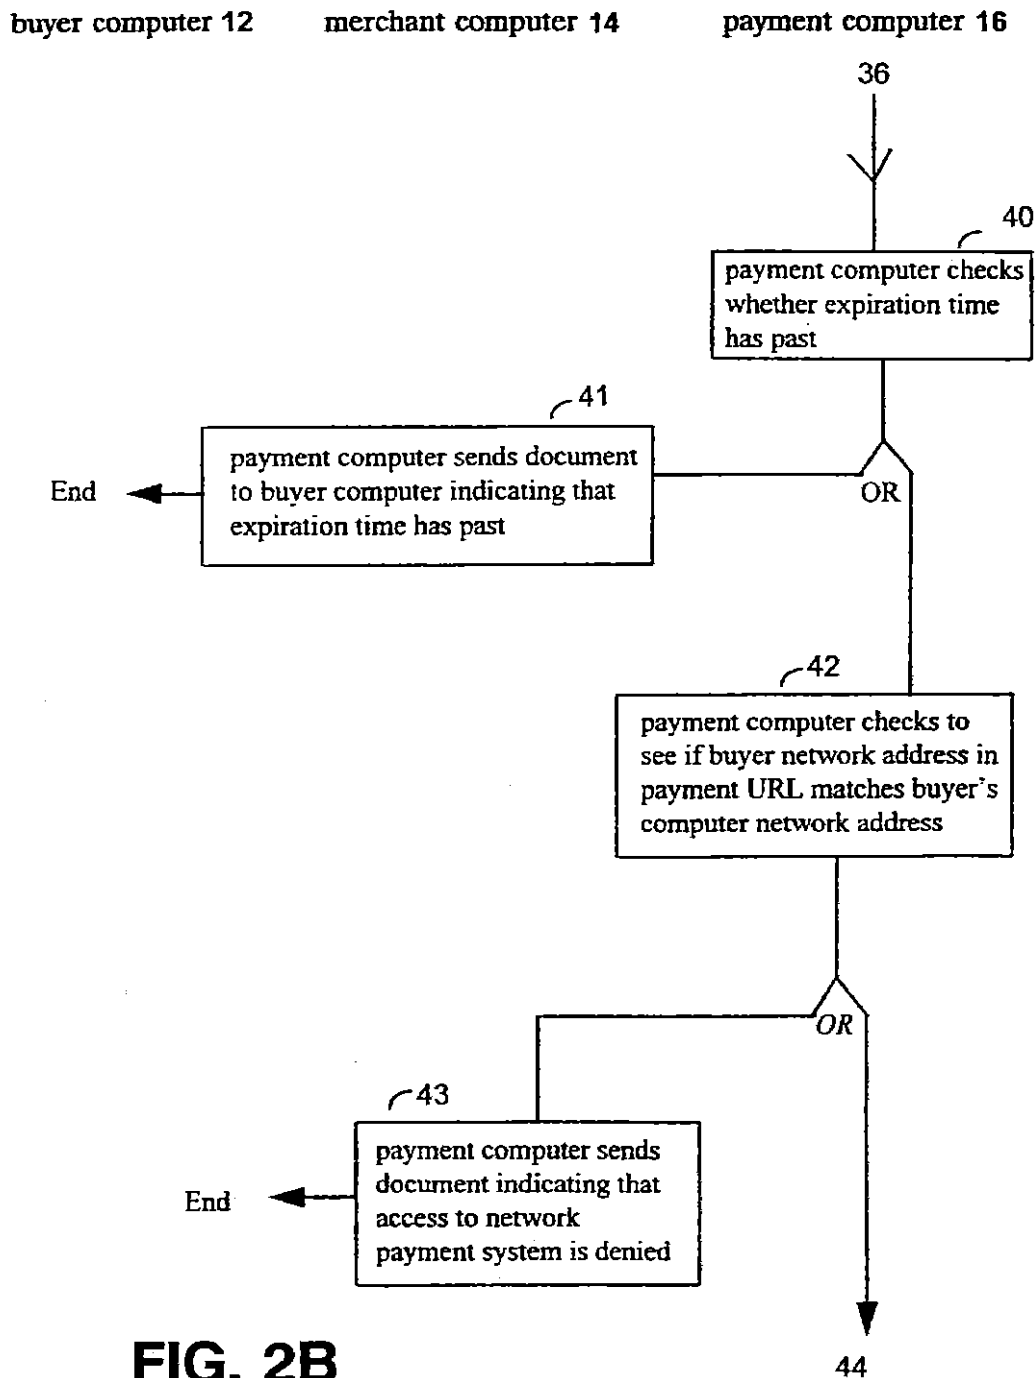 buyer computer 12 merchant computer 14 payment computer 16
36
40
payment computer checks
whether expiration time
has past
41
payment computer sends document
to buyer computer indicating that
expiration time has past
End
OR
42
payment computer checks to
see if buyer network address in
payment URL matches buyer's
computer network address
OR
43
payment computer sends
document indicating that
access to network
payment system is denied
End
FIG. 2B
44